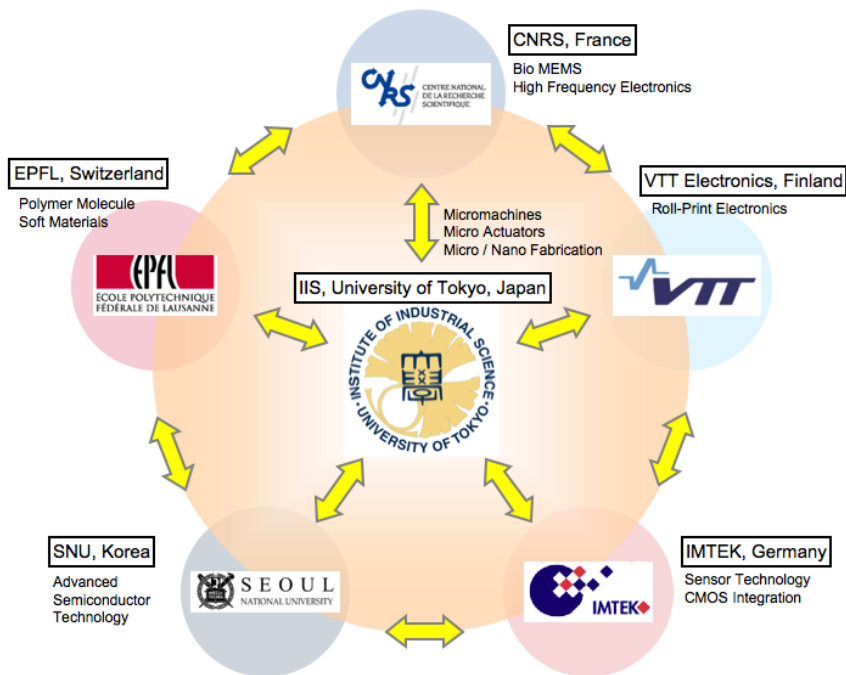 CNRS, France
Bio MEMS
High Frequency Electronics
CNRS
CENTRE NATIONAL
DE LA RECHERCHE
SCIENTIFIQUE
EPFL, Switzerland
Polymer Molecule
Soft Materials
EPFL
ÉCOLE POLYTECHNIQUE
FÉDÉRALE DE LAUSANNE
VTT Electronics, Finland
Roll-Print Electronics
VTT
Micromachines
Micro Actuators
Micro / Nano Fabrication
IIS, University of Tokyo, Japan
INSTITUTE OF INDUSTRIAL SCIENCE
UNIVERSITY OF TOKYO
SNU, Korea
Advanced
Semiconductor
Technology
SEOUL
NATIONAL UNIVERSITY
IMTEK, Germany
Sensor Technology
CMOS Integration
IMTEK